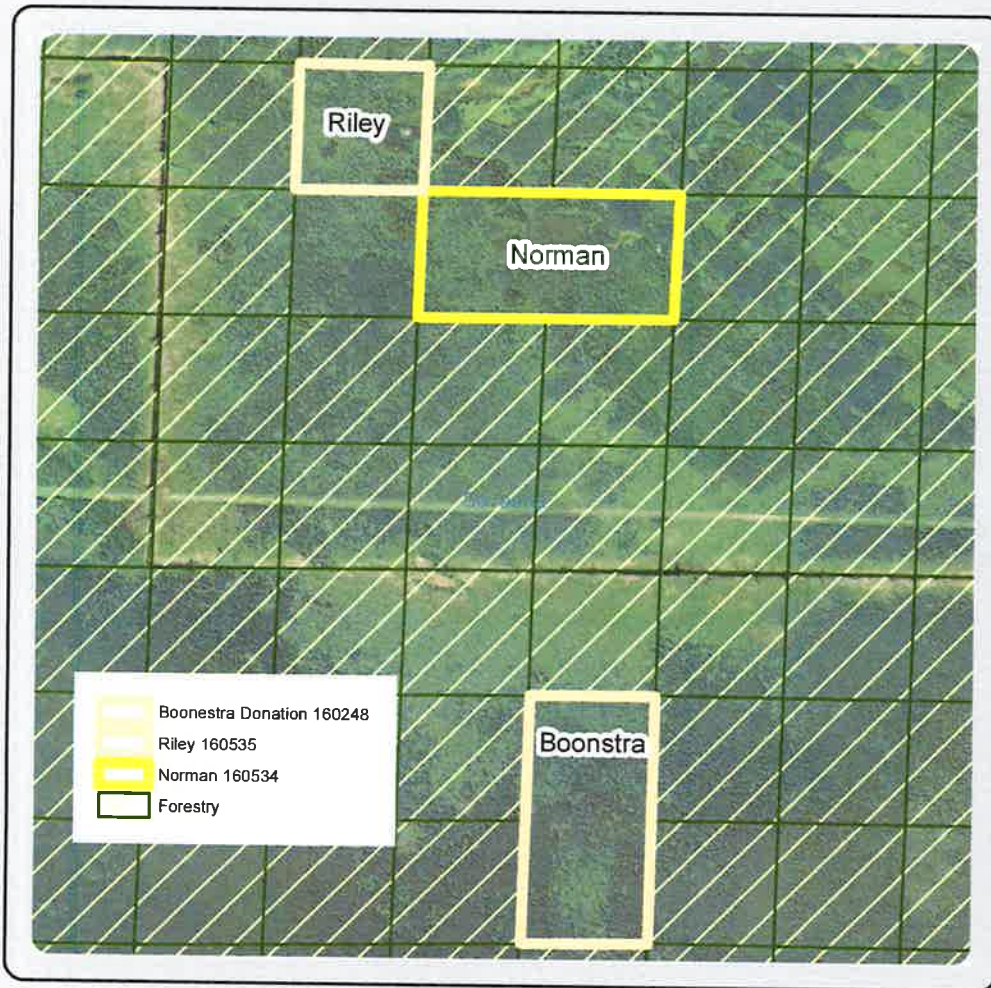 Riley
Norman
Boonstra
Boonestra Donation 160248
Riley 160535
Norman 160534
Forestry